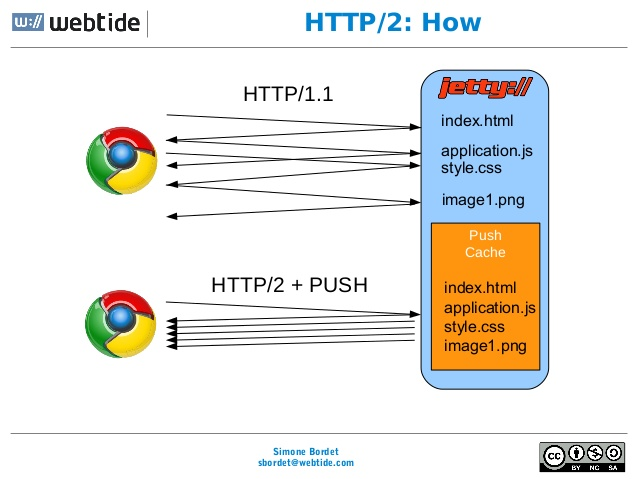 w:// webtide
HTTP/2: How
HTTP/1.1
jetty://
index.html
application.js
style.css
image1.png
Push
Cache
HTTP/2 + PUSH
index.html
application.js
style.css
image1.png
Simone Bordet
sbordet@webtide.com
cc
BY NC SA